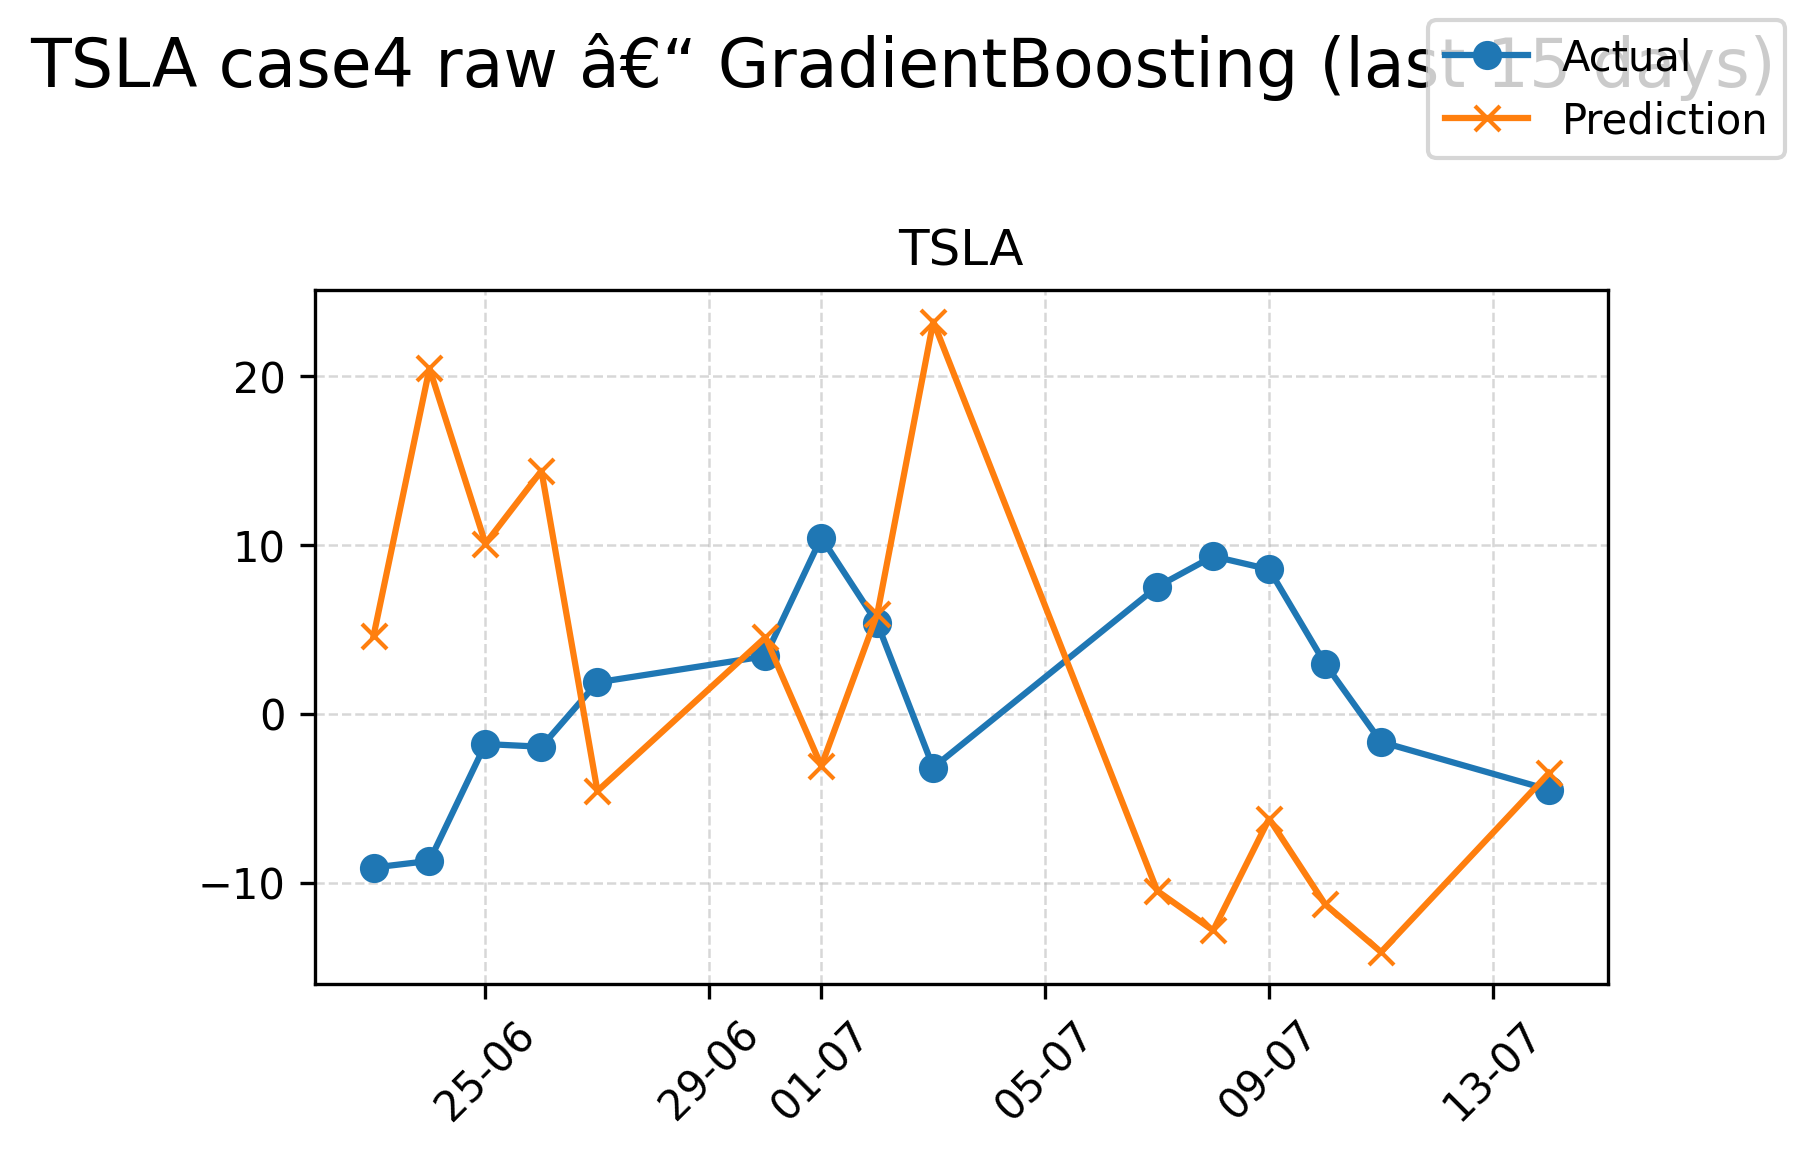 TSLA case4 raw â€“ GradientBoosting (last 15 days)
Actual
Prediction
TSLA
20
10
0
−10
25-06
29-06
01-07
05-07
09-07
13-07